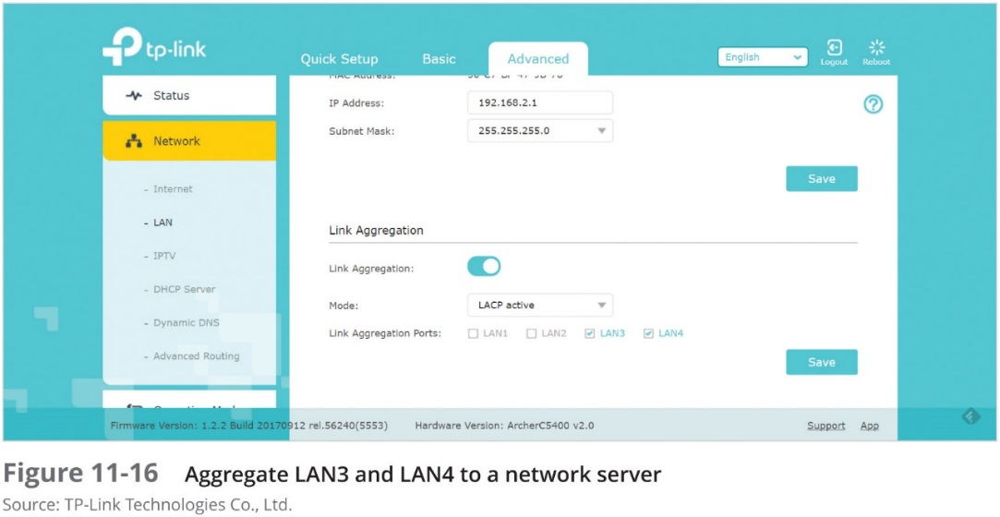 tp-link
Quick Setup Basic Advanced English Logout Reboot
Status
IP Address: 192.168.2.1
Subnet Mask: 255.255.255.0
Network
Save
- Internet
- LAN
Link Aggregation
- IPTV
Link Aggregation:
- DHCP Server
Mode: LACP active
- Dynamic DNS
Link Aggregation Ports: LAN1 LAN2 LAN3 LAN4
- Advanced Routing
Save
Firmware Version: 1.2.2 Build 20170912 rel.56240(5553) Hardware Version: ArcherC5400 v2.0 Support App
Figure 11-16 Aggregate LAN3 and LAN4 to a network server
Source: TP-Link Technologies Co., Ltd.